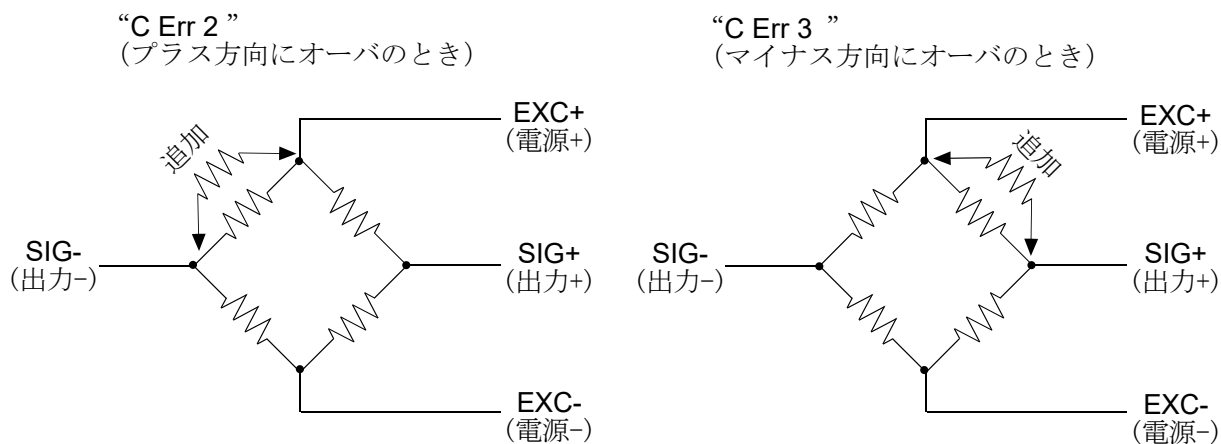 “C Err 2 ”
（プラス方向にオーバのとき）
EXC+
（電源+）
追加
SIG-
（出力−）
SIG+
（出力+）
EXC-
（電源−）
“C Err 3 ”
（マイナス方向にオーバのとき）
EXC+
（電源+）
追加
SIG-
（出力−）
SIG+
（出力+）
EXC-
（電源−）